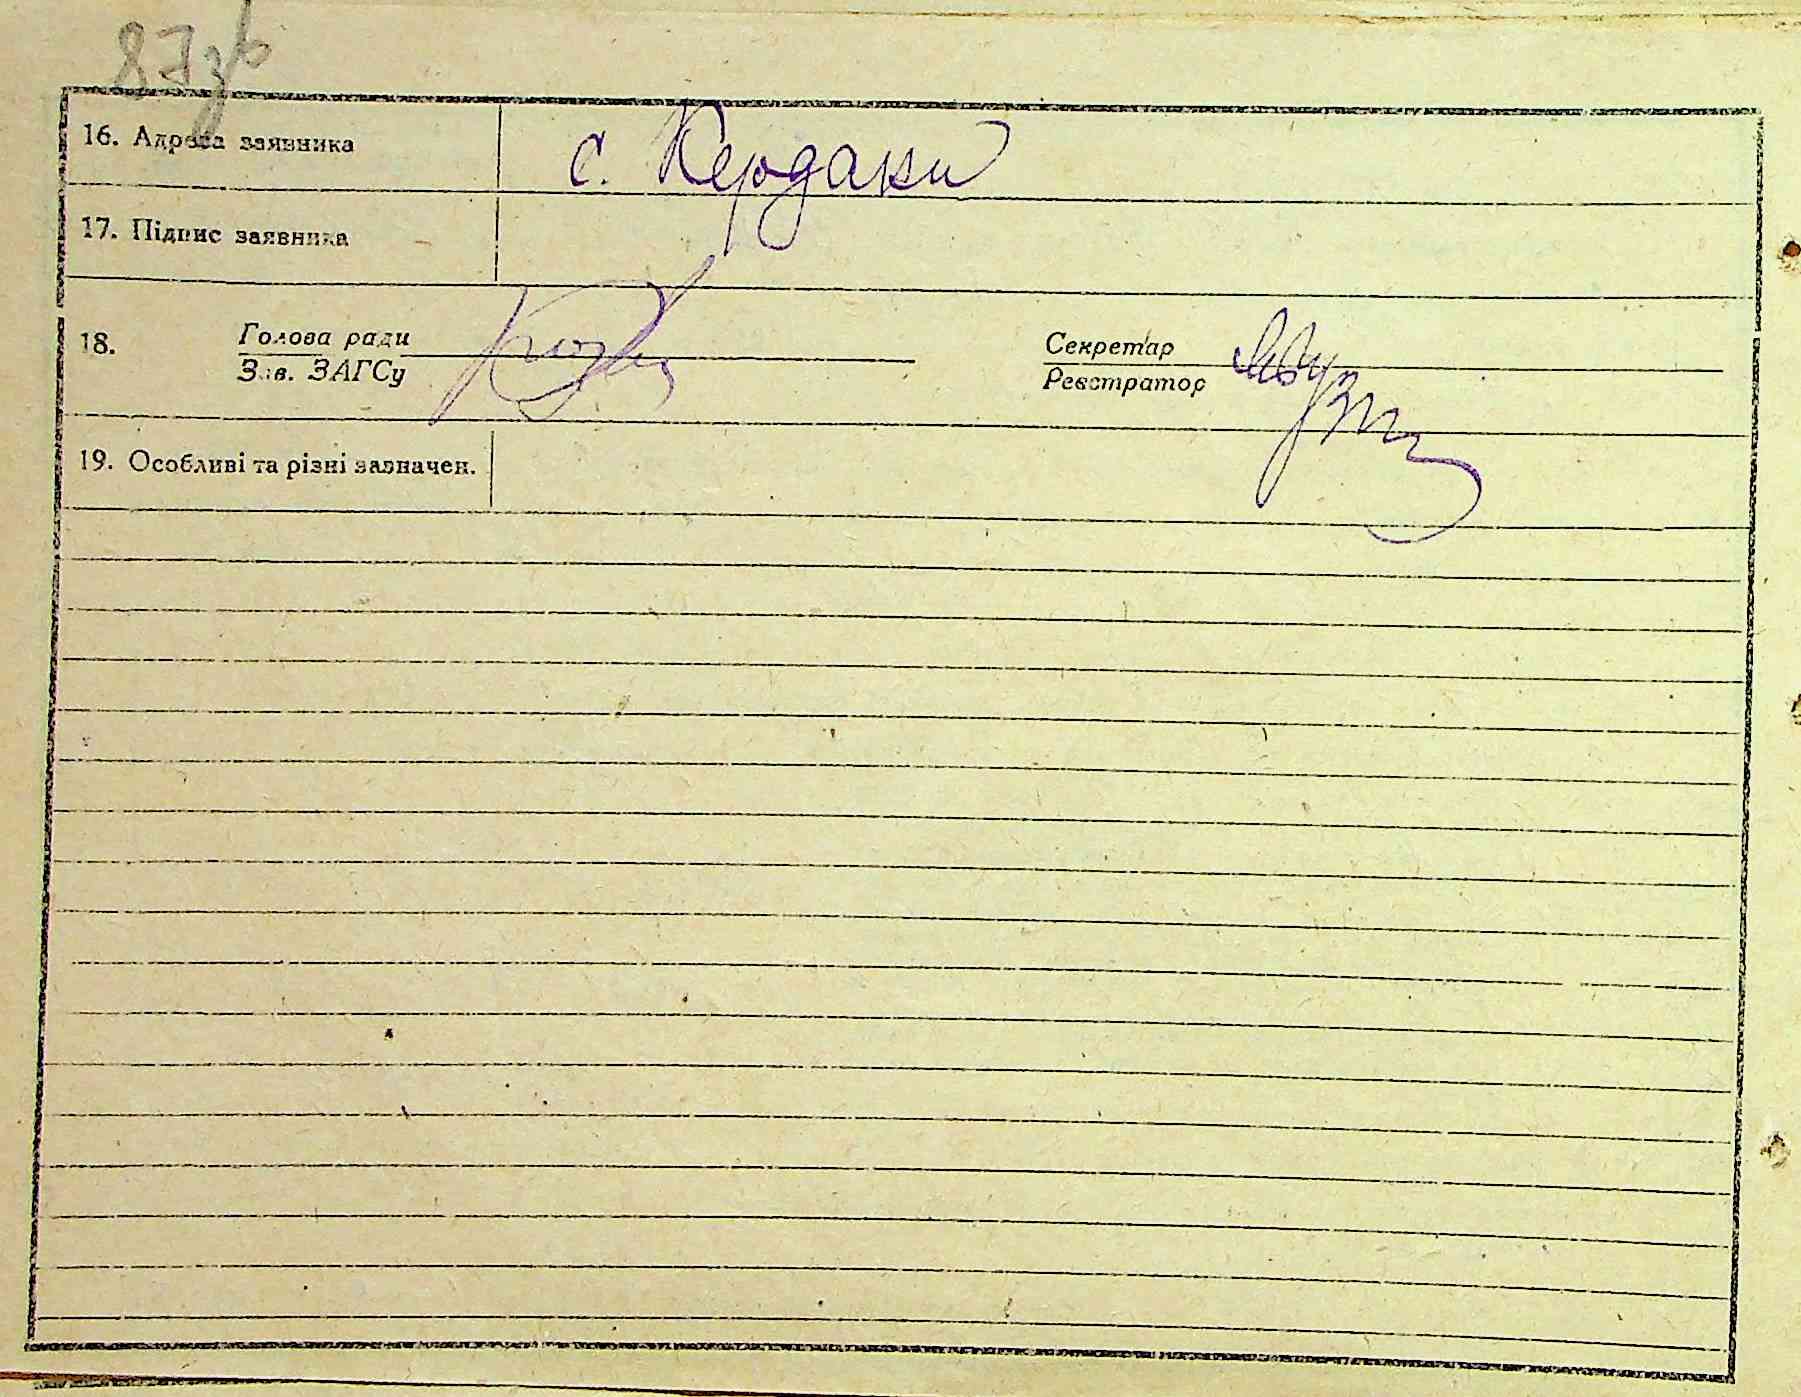 87зв
16. Адреса заявника с. Кердаки
17. Підпис заявника
18. Голова ради Секретар
Зав. ЗАГСу Реєстратор
19. Особливі та різні зазначен.